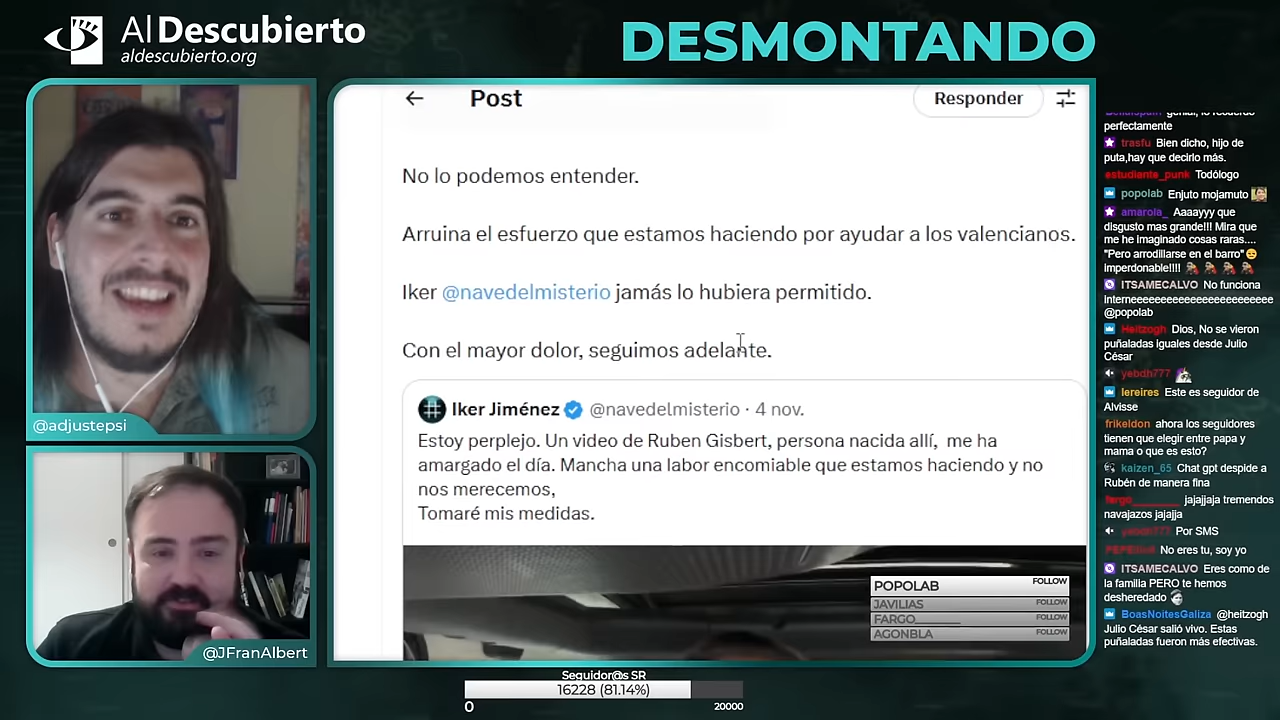 Al Descubierto
aldescubierto.org
DESMONTANDO
@adjustepsi
@JFranAlbert
Post
Responder
No lo podemos entender.
Arruina el esfuerzo que estamos haciendo por ayudar a los valencianos.
Iker @navedelmisterio jamás lo hubiera permitido.
Con el mayor dolor, seguimos adelante.
Iker Jiménez @navedelmisterio · 4 nov.
Estoy perplejo. Un video de Ruben Gisbert, persona nacida allí, me ha
amargado el día. Mancha una labor encomiable que estamos haciendo y no
nos merecemos,
Tomaré mis medidas.
POPOLAB FOLLOW
JAVILIAS FOLLOW
FARGO_______ FOLLOW
AGONBLA FOLLOW
Seguidor@s SR
16228 (81.14%)
0
20000
perfectamente
trasfu Bien dicho, hijo de
puta,hay que decirlo más.
estudiante_punk Todólogo
popolab Enjuto mojamuto
amarola_ Aaaayyy que
disgusto mas grande!!! Mira que
me he imaginado cosas raras....
"Pero arrodillarse en el barro"
Imperdonable!!!!
ITSAMECALVO No funciona
interneeeeeeeeeeeeeeeeeeeeeeee
@popolab
Heitzogh Dios, No se vieron
puñaladas iguales desde Julio
César
yebdh777
lereires Este es seguidor de
Alvisse
frikeldon ahora los seguidores
tienen que elegir entre papa y
mama o que es esto?
kaizen_65 Chat gpt despide a
Rubén de manera fina
fargo_______ jajajjaja tremendos
navajazos jajajja
yebdh777 Por SMS
No eres tu, soy yo
ITSAMECALVO Eres como de
la familia PERO te hemos
desheredado
BoasNoitesGaliza @heitzogh
Julio César salió vivo. Estas
puñaladas fueron más efectivas.